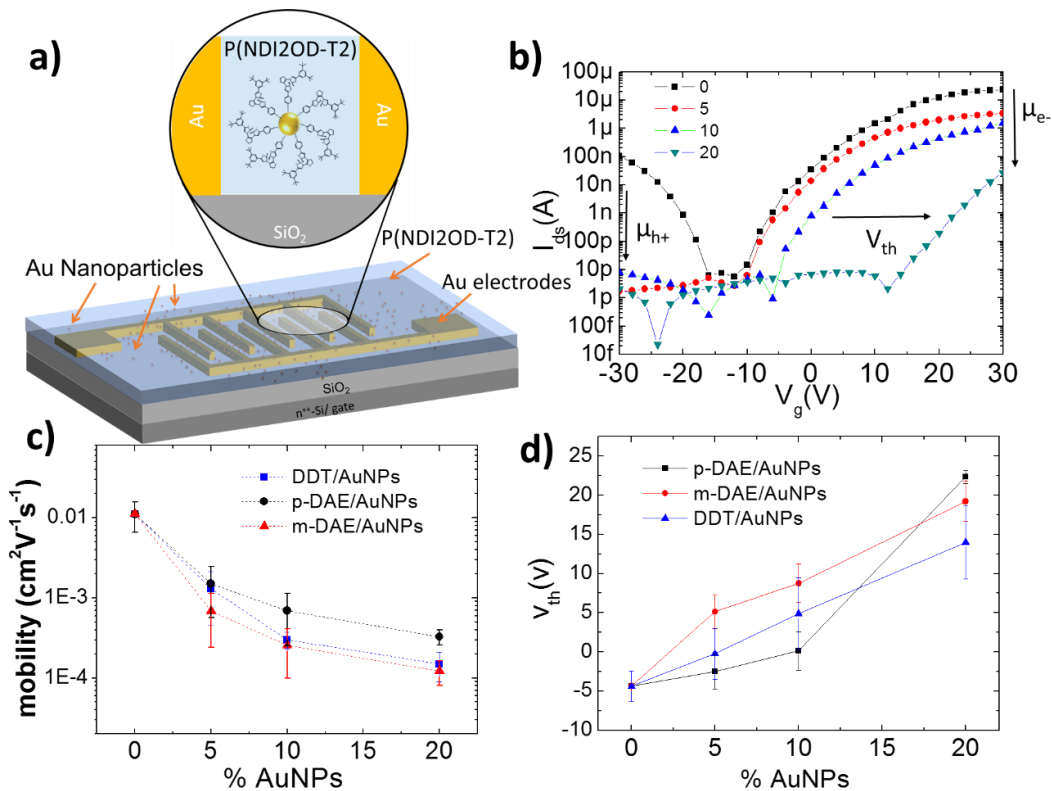 a)
P(NDI2OD-T2)
Au
Au
SiO2
P(NDI2OD-T2)
Au Nanoparticles
Au electrodes
SiO2
n++-Si/ gate
b)
100μ
10μ
1μ
100n
10n
1n
100p
10p
1p
100f
10f
Ids(A)
0
5
10
20
μh+
μe-
Vth
-30 -20 -10 0 10 20 30
Vg(V)
c)
DDT/AuNPs
p-DAE/AuNPs
m-DAE/AuNPs
mobility (cm2V-1s-1)
0.01
1E-3
1E-4
0 5 10 15 20
% AuNPs
d)
p-DAE/AuNPs
m-DAE/AuNPs
DDT/AuNPs
Vth(v)
25
20
15
10
5
0
-5
-10
0 5 10 15 20
% AuNPs